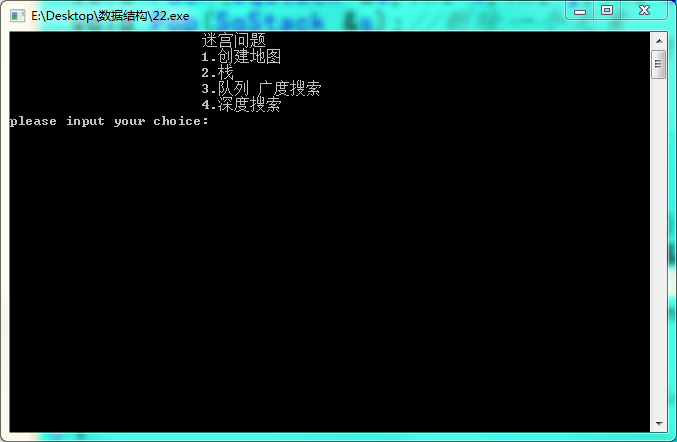 E:\Desktop\数据结构\22.exe
迷宫问题
1.创建地图
2.栈
3.队列 广度搜索
4.深度搜索
please input your choice: